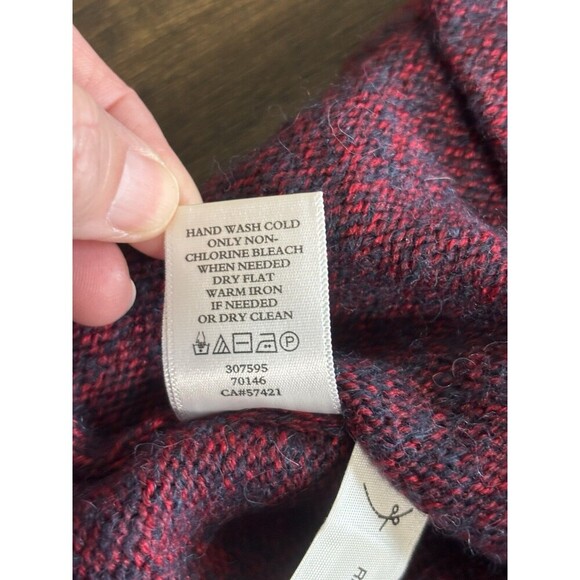 HAND WASH COLD
ONLY NON-
CHLORINE BLEACH
WHEN NEEDED
DRY FLAT
WARM IRON
IF NEEDED
OR DRY CLEAN
P
307595
70146
CA#57421